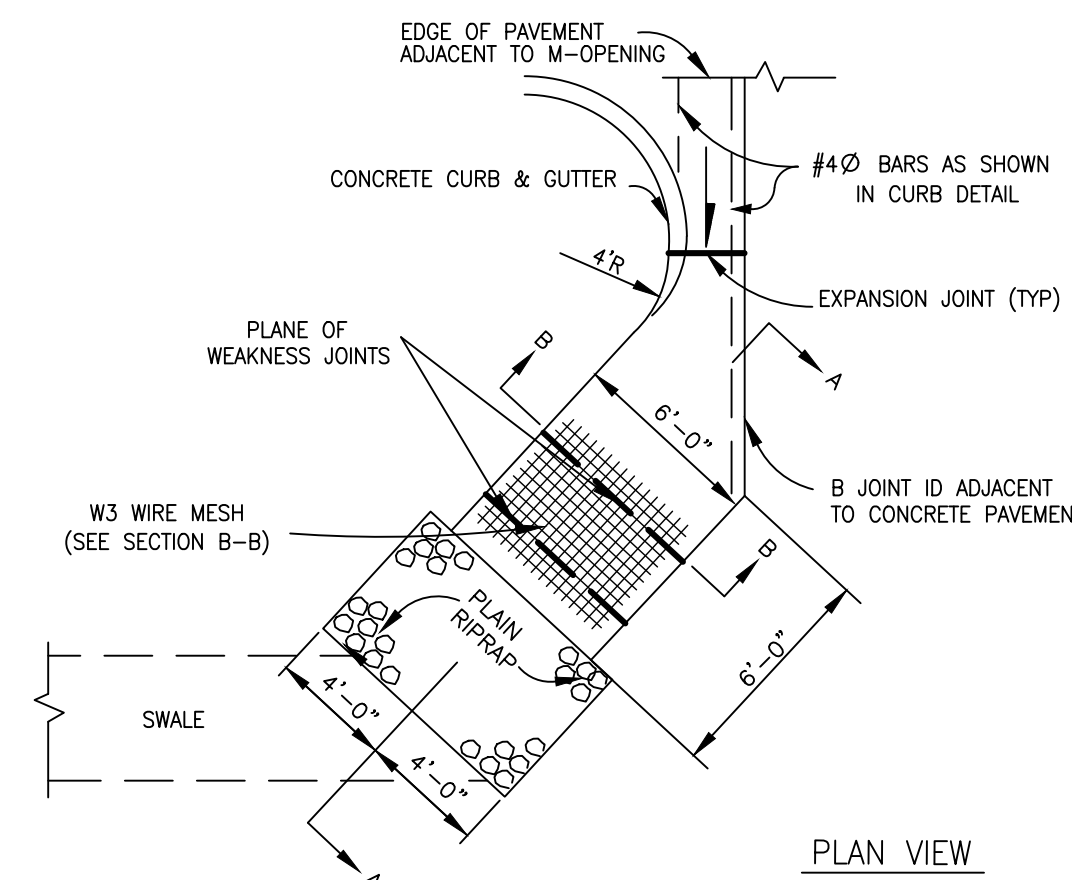 EDGE OF PAVEMENT
ADJACENT TO M-OPENING
CONCRETE CURB & GUTTER
#4Ø BARS AS SHOWN
IN CURB DETAIL
4'R
EXPANSION JOINT (TYP)
PLANE OF
WEAKNESS JOINTS
B
A
6'-0"
W3 WIRE MESH
(SEE SECTION B-B)
B JOINT ID ADJACENT
TO CONCRETE PAVEMEN
B
PLAIN
RIPRAP
6'-0"
SWALE
4'-0"
4'-0"
A
PLAN VIEW